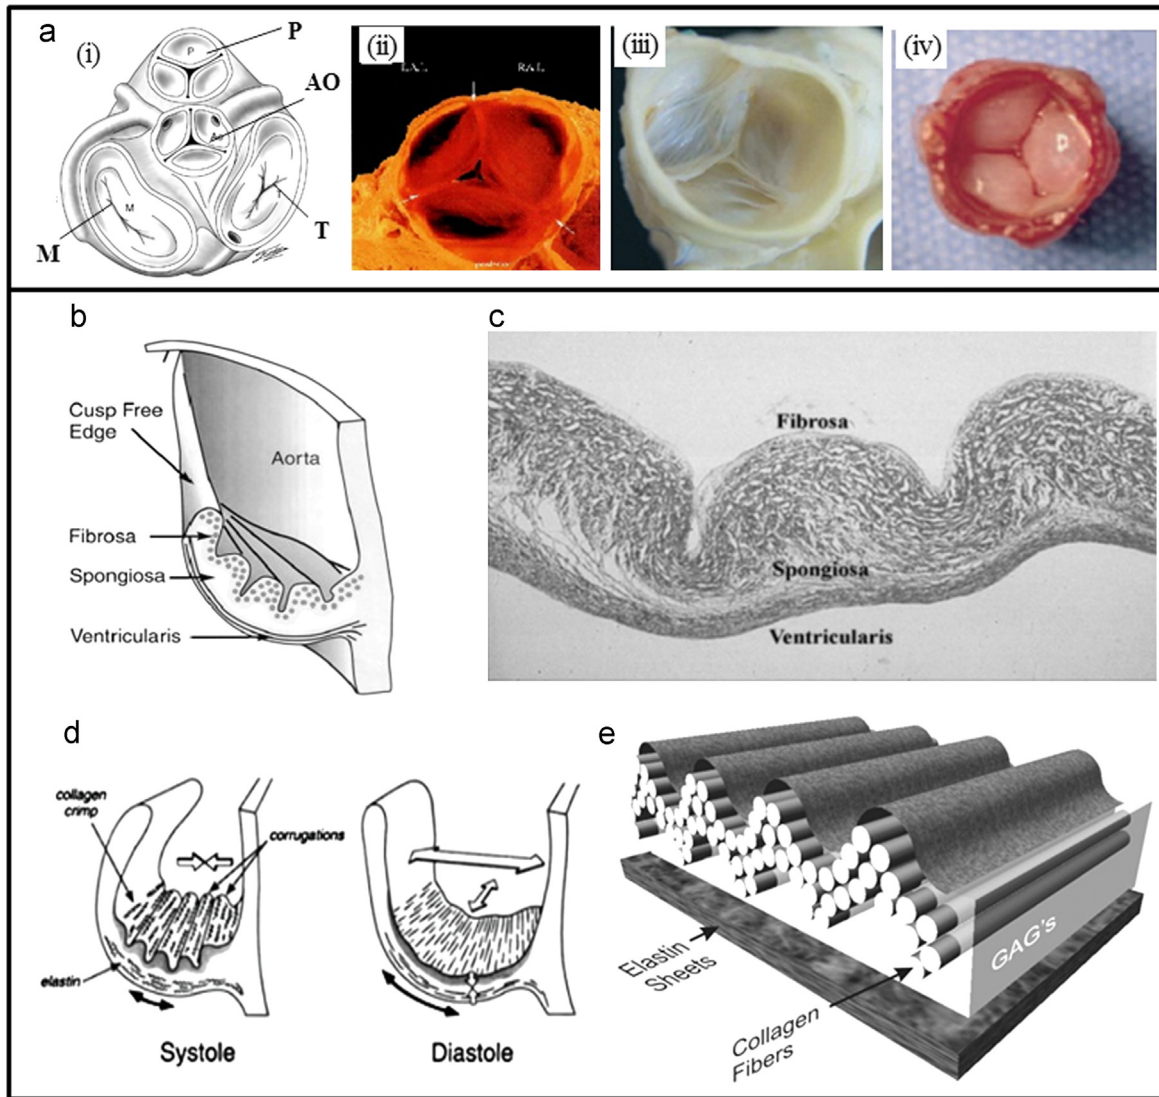 a
(i)
P
P
AO
M
M
T
(ii)
(iii)
(iv)
b
Cusp Free
Edge
Aorta
Fibrosa
Spongiosa
Ventricularis
c
Fibrosa
Spongiosa
Ventricularis
d
collagen
crimp
corrugations
elastin
Systole
Diastole
e
Elastin
Sheets
Collagen
Fibers
GAG's